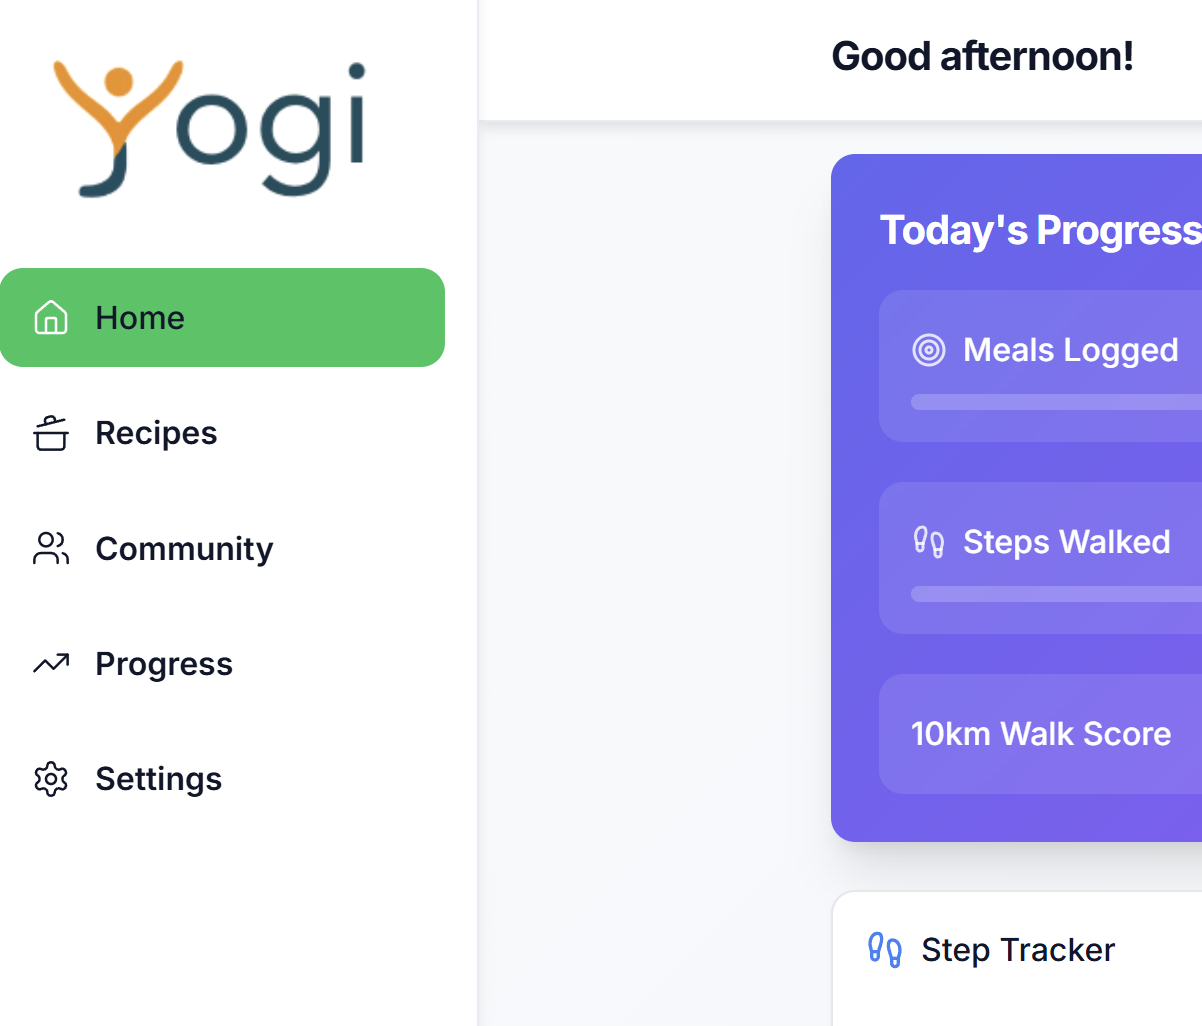 Yogi
Home
Recipes
Community
Progress
Settings
Good afternoon!
Today's Progress
Meals Logged
Steps Walked
10km Walk Score
Step Tracker